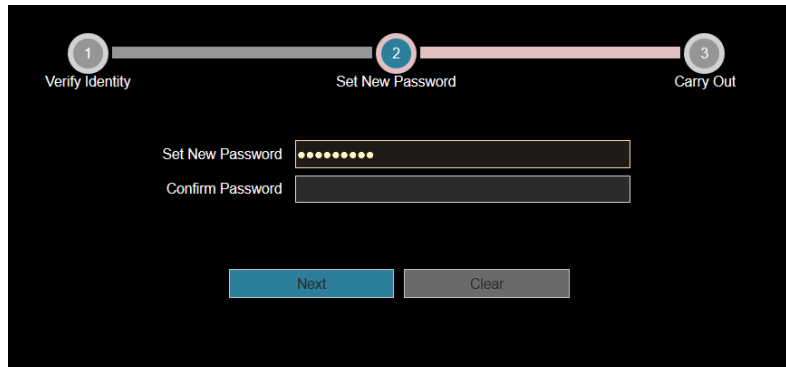 1 2 3
Verify Identity Set New Password Carry Out
Set New Password •••••••••
Confirm Password
Next Clear